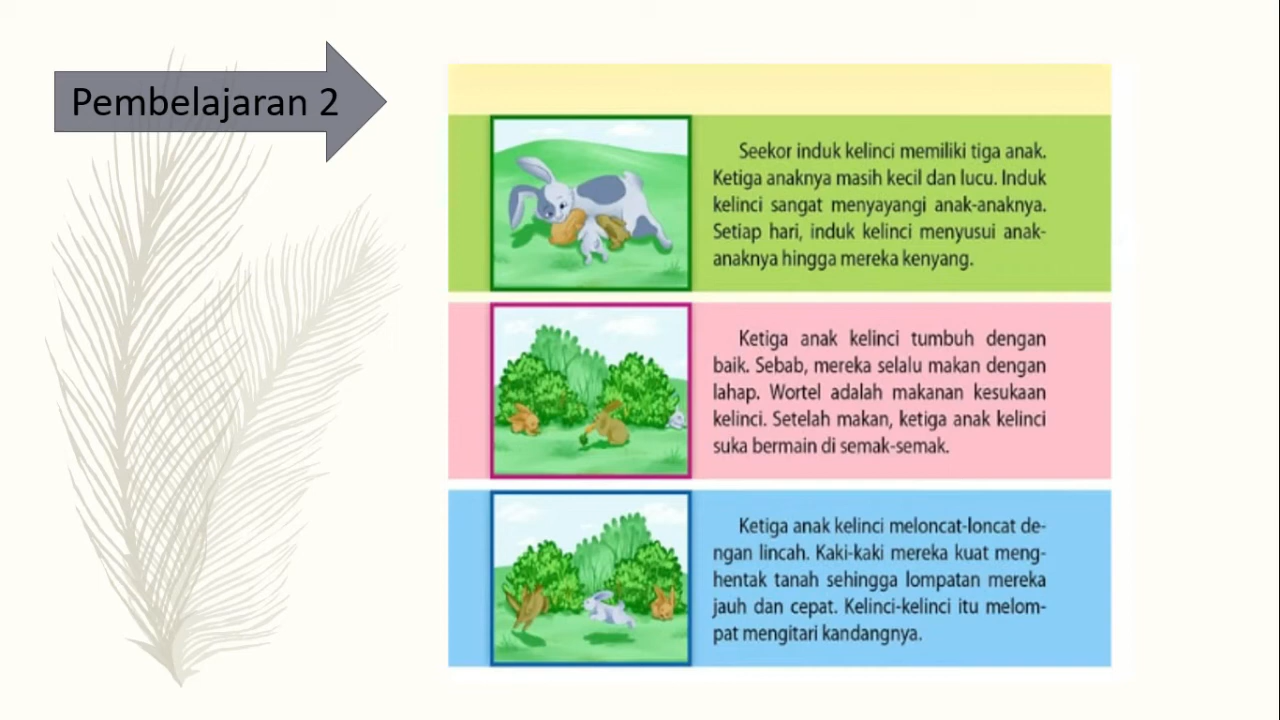 Pembelajaran 2
Seekor induk kelinci memiliki tiga anak.
Ketiga anaknya masih kecil dan lucu. Induk
kelinci sangat menyayangi anak-anaknya.
Setiap hari, induk kelinci menyusui anak-
anaknya hingga mereka kenyang.
Ketiga anak kelinci tumbuh dengan
baik. Sebab, mereka selalu makan dengan
lahap. Wortel adalah makanan kesukaan
kelinci. Setelah makan, ketiga anak kelinci
suka bermain di semak-semak.
Ketiga anak kelinci meloncat-loncat de-
ngan lincah. Kaki-kaki mereka kuat meng-
hentak tanah sehingga lompatan mereka
jauh dan cepat. Kelinci-kelinci itu melom-
pat mengitari kandangnya.